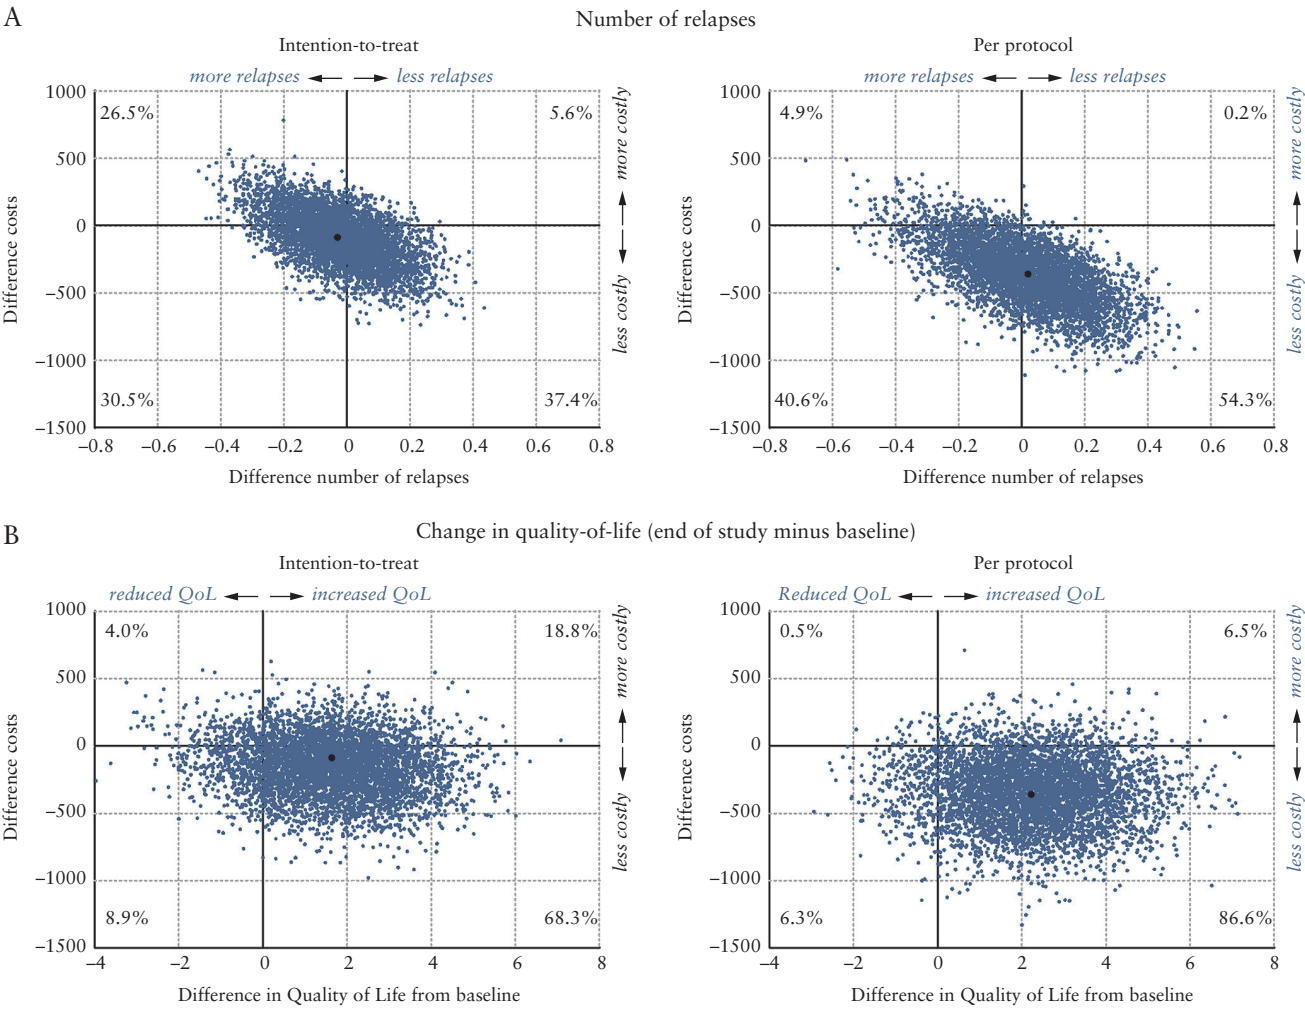 A
Number of relapses
Intention-to-treat
more relapses
less relapses
1000
500
0
−500
−1000
−1500
26.5%
5.6%
30.5%
37.4%
Difference costs
more costly
less costly
−0.8
−0.6
−0.4
−0.2
0
0.2
0.4
0.6
0.8
Difference number of relapses
Per protocol
more relapses
less relapses
1000
500
0
−500
−1000
−1500
4.9%
0.2%
40.6%
54.3%
Difference costs
more costly
less costly
−0.8
−0.6
−0.4
−0.2
0
0.2
0.4
0.6
0.8
Difference number of relapses
B
Change in quality-of-life (end of study minus baseline)
Intention-to-treat
reduced QoL
increased QoL
1000
500
0
−500
−1000
−1500
4.0%
18.8%
8.9%
68.3%
Difference costs
more costly
less costly
−4
−2
0
2
4
6
8
Difference in Quality of Life from baseline
Per protocol
Reduced QoL
increased QoL
1000
500
0
−500
−1000
−1500
0.5%
6.5%
6.3%
86.6%
Difference costs
more costly
less costly
−4
−2
0
2
4
6
8
Difference in Quality of Life from baseline